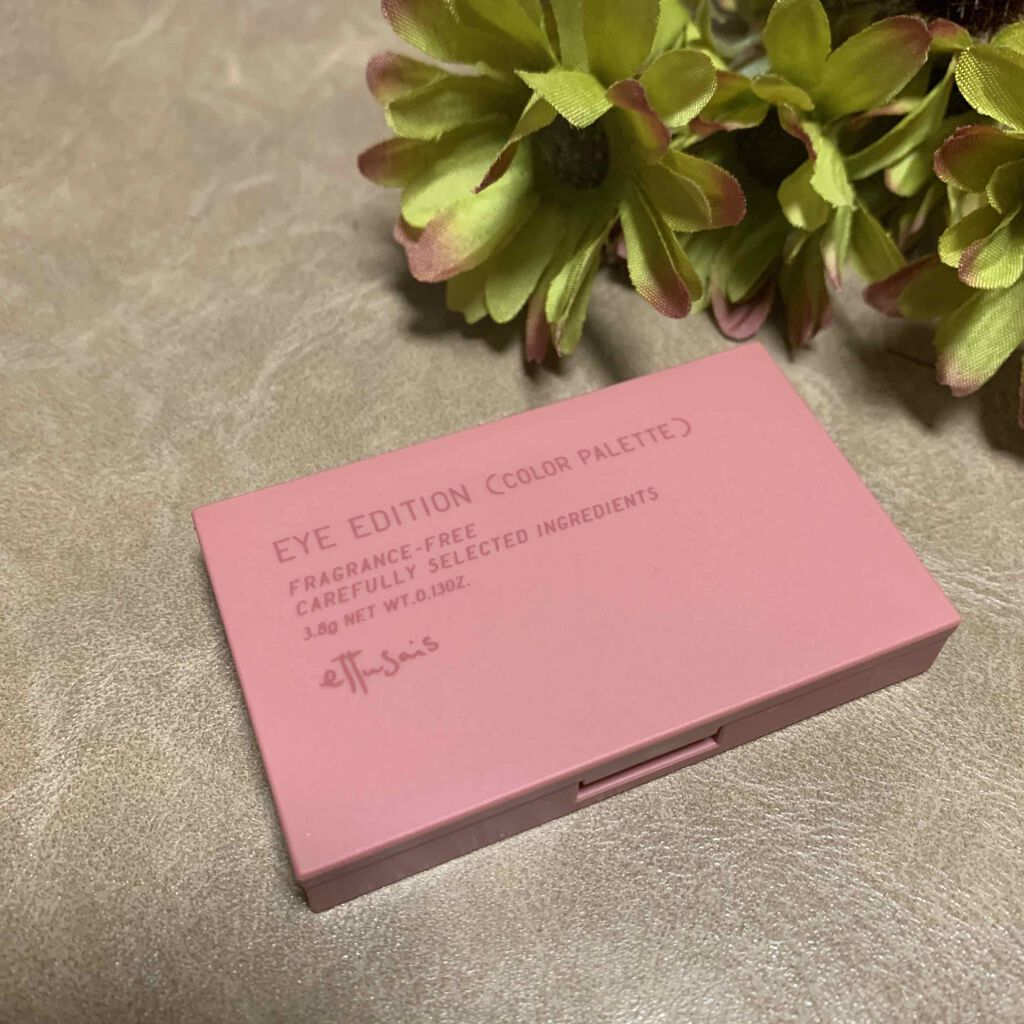 EYE EDITION (COLOR PALETTE)
FRAGRANCE-FREE
CAREFULLY SELECTED INGREDIENTS
3.8g NET WT.0.13OZ.
ettusais